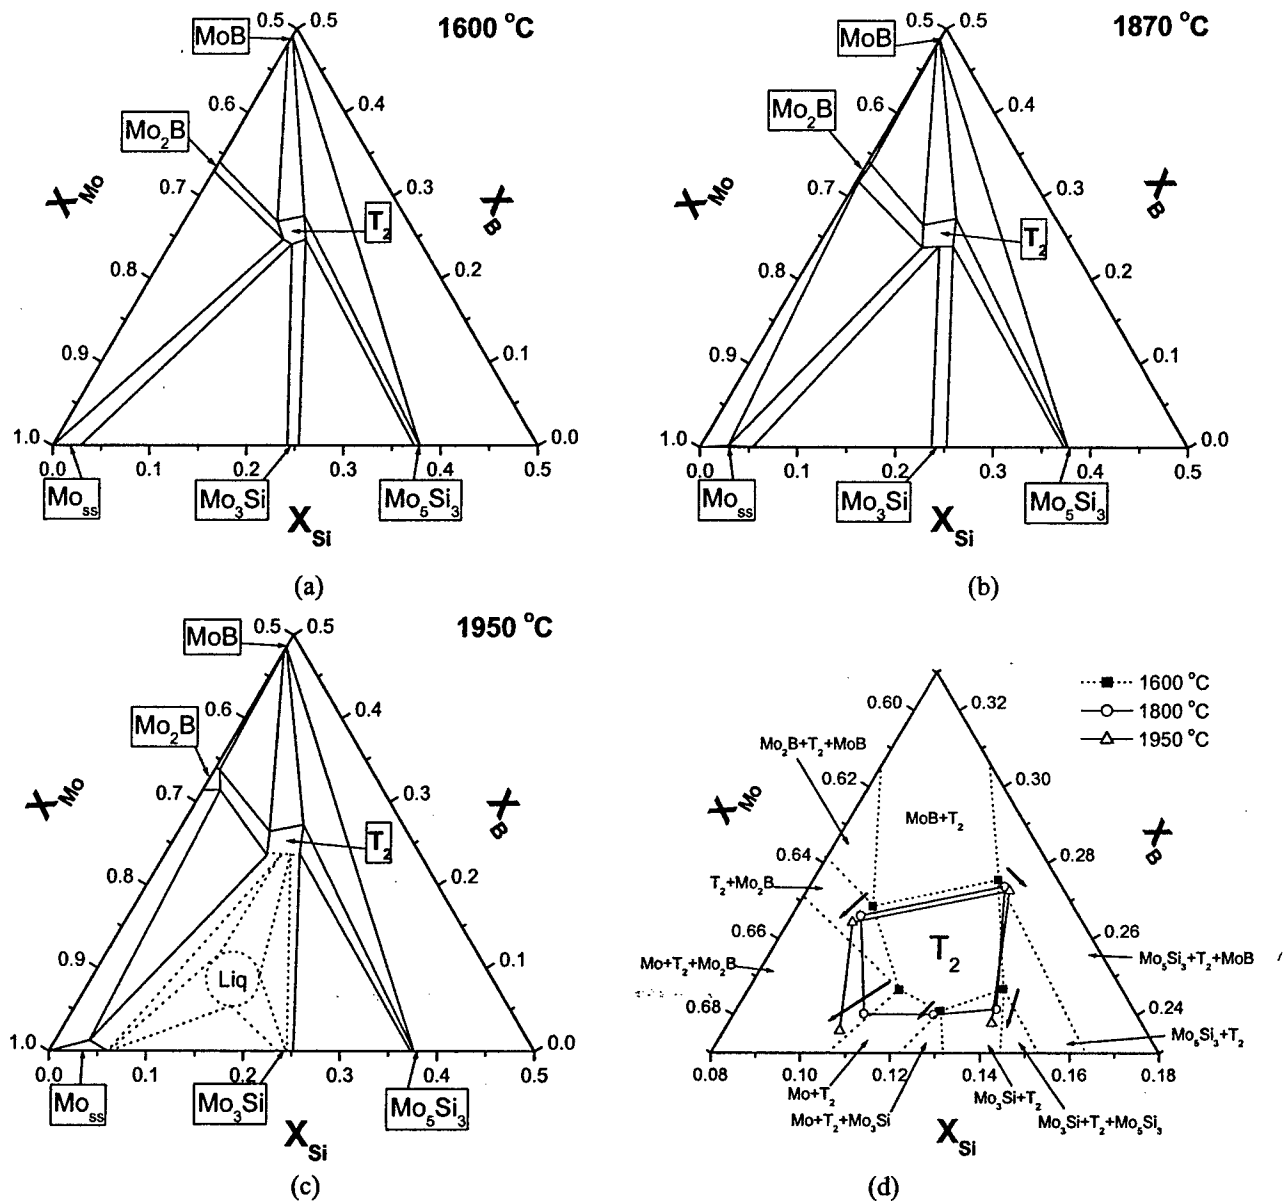 1600 °C
0.5 0.5
MoB
0.6
0.4
Mo2B
0.7
0.3
XMo
XB
T2
0.8
0.2
0.9
0.1
1.0
0.0
0.0 0.1 0.2 0.3 0.4 0.5
Moss
Mo3Si
Mo5Si3
XSi
(a)
1870 °C
0.5 0.5
MoB
0.6
0.4
Mo2B
0.7
0.3
XMo
XB
T2
0.8
0.2
0.9
0.1
1.0
0.0
0.0 0.1 0.2 0.3 0.4 0.5
Moss
Mo3Si
Mo5Si3
XSi
(b)
1950 °C
0.5 0.5
MoB
0.6
0.4
Mo2B
0.7
0.3
XMo
XB
T2
0.8
0.2
0.9
0.1
Liq
1.0
0.0
0.0 0.1 0.2 0.3 0.4 0.5
Moss
Mo3Si
Mo5Si3
XSi
(c)
1600 °C
1800 °C
1950 °C
0.60
0.32
Mo2B+T2+MoB
0.62
0.30
XMo
XB
MoB+T2
0.64
0.28
T2+Mo2B
0.66
0.26
T2
Mo+T2+Mo2B
Mo5Si3+T2+MoB
0.68
0.24
Mo5Si3+T2
0.08 0.10 0.12 0.14 0.16 0.18
Mo+T2
Mo3Si+T2
Mo+T2+Mo3Si
Mo3Si+T2+Mo5Si3
XSi
(d)